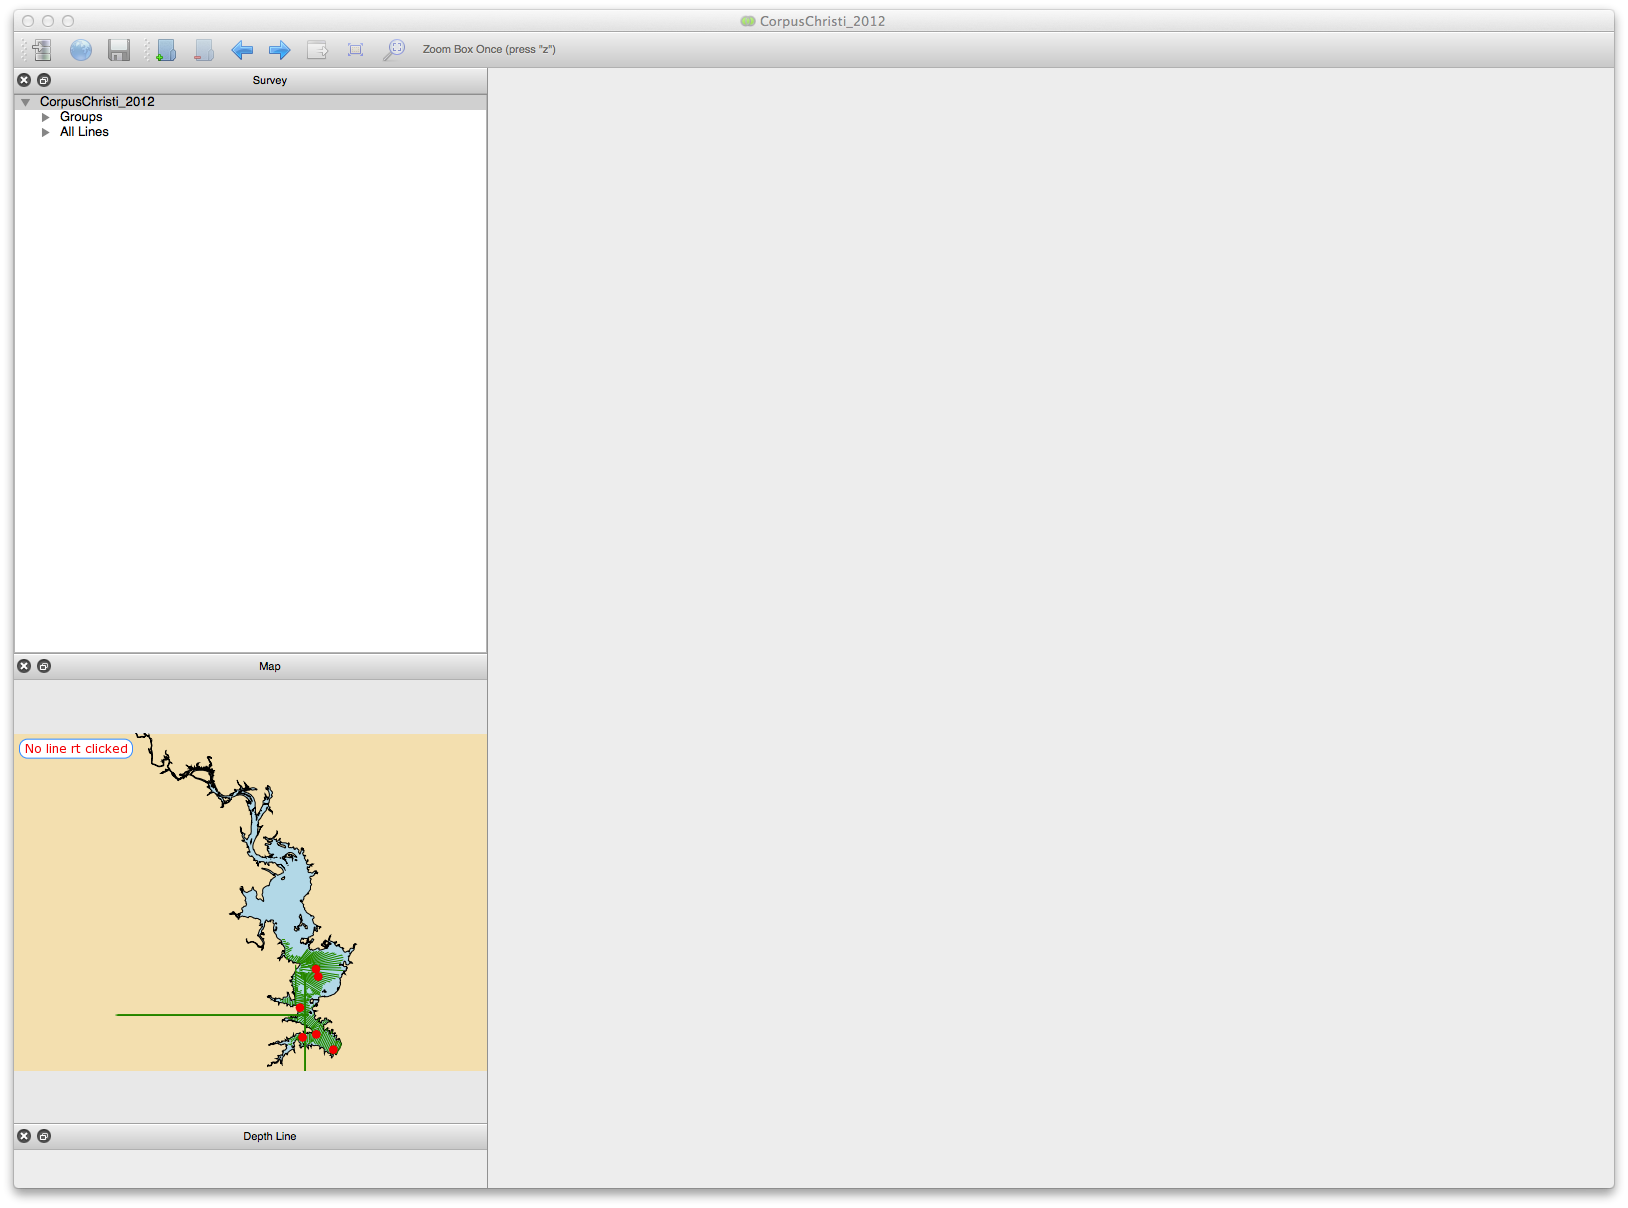 CorpusChristi_2012
Zoom Box Once (press "z")
Survey
CorpusChristi_2012
Groups
All Lines
Map
No line rt clicked
Depth Line